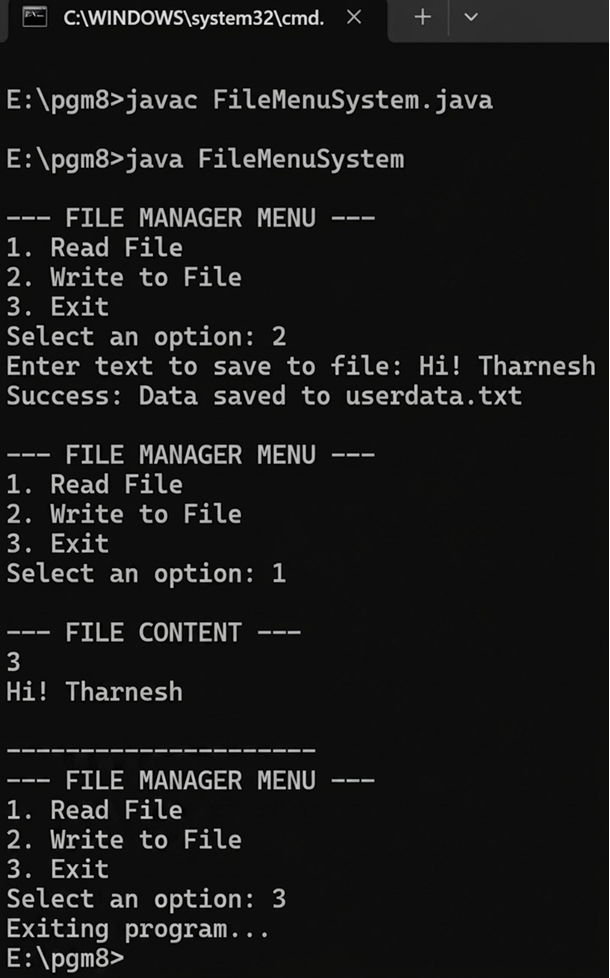 C:\WINDOWS\system32\cmd.
E:\pgm8>javac FileMenuSystem.java
E:\pgm8>java FileMenuSystem
--- FILE MANAGER MENU ---
1. Read File
2. Write to File
3. Exit
Select an option: 2
Enter text to save to file: Hi! Tharnesh
Success: Data saved to userdata.txt
--- FILE MANAGER MENU ---
1. Read File
2. Write to File
3. Exit
Select an option: 1
--- FILE CONTENT ---
3
Hi! Tharnesh
---------------------
--- FILE MANAGER MENU ---
1. Read File
2. Write to File
3. Exit
Select an option: 3
Exiting program...
E:\pgm8>